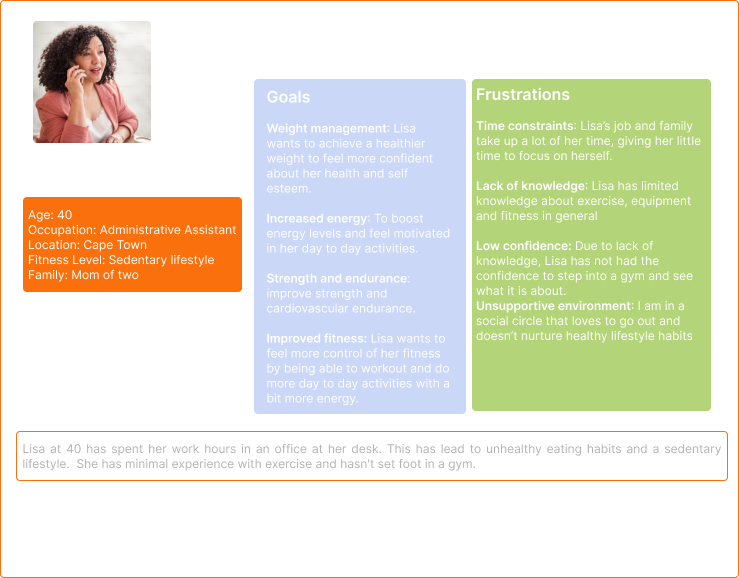 Age: 40
Occupation: Administrative Assistant
Location: Cape Town
Fitness Level: Sedentary lifestyle
Family: Mom of two
Goals
Weight management: Lisa
wants to achieve a healthier
weight to feel more confident
about her health and self
esteem.
Increased energy: To boost
energy levels and feel motivated
in her day to day activities.
Strength and endurance:
improve strength and
cardiovascular endurance.
Improved fitness: Lisa wants to
feel more control of her fitness
by being able to workout and do
more day to day activities with a
bit more energy.
Frustrations
Time constraints: Lisa’s job and family
take up a lot of her time, giving her little
time to focus on herself.
Lack of knowledge: Lisa has limited
knowledge about exercise, equipment
and fitness in general
Low confidence: Due to lack of
knowledge, Lisa has not had the
confidence to step into a gym and see
what it is about.
Unsupportive environment: I am in a
social circle that loves to go out and
doesn’t nurture healthy lifestyle habits
Lisa at 40 has spent her work hours in an office at her desk. This has lead to unhealthy eating habits and a sedentary
lifestyle. She has minimal experience with exercise and hasn't set foot in a gym.